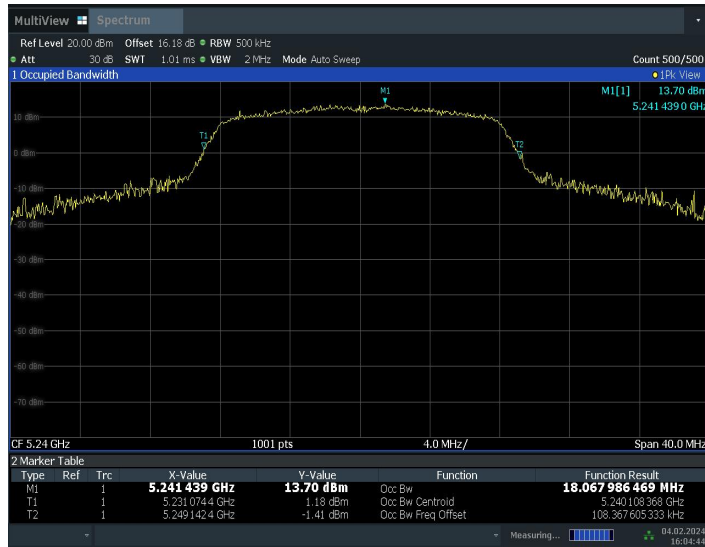 MultiView Spectrum
Ref Level 20.00 dBm Offset 16.18 dB RBW 500 kHz
Att 30 dB SWT 1.01 ms VBW 2 MHz Mode Auto Sweep Count 500/500
1 Occupied Bandwidth 1Pk View
M1[1] 13.70 dBm
5.241 439 0 GHz
M1
10 dBm
T1
T2
0 dBm
-10 dBm
-20 dBm
-30 dBm
-40 dBm
-50 dBm
-60 dBm
-70 dBm
CF 5.24 GHz 1001 pts 4.0 MHz/ Span 40.0 MHz
2 Marker Table
Type Ref Trc X-Value Y-Value Function Function Result
M1 1 5.241 439 GHz 13.70 dBm Occ Bw 18.067 986 469 MHz
T1 1 5.231 074 4 GHz 1.18 dBm Occ Bw Centroid 5.240 108 368 GHz
T2 1 5.249 142 4 GHz -1.41 dBm Occ Bw Freq Offset 108.367 605 333 kHz
Measuring... 04.02.2024
16:04:44